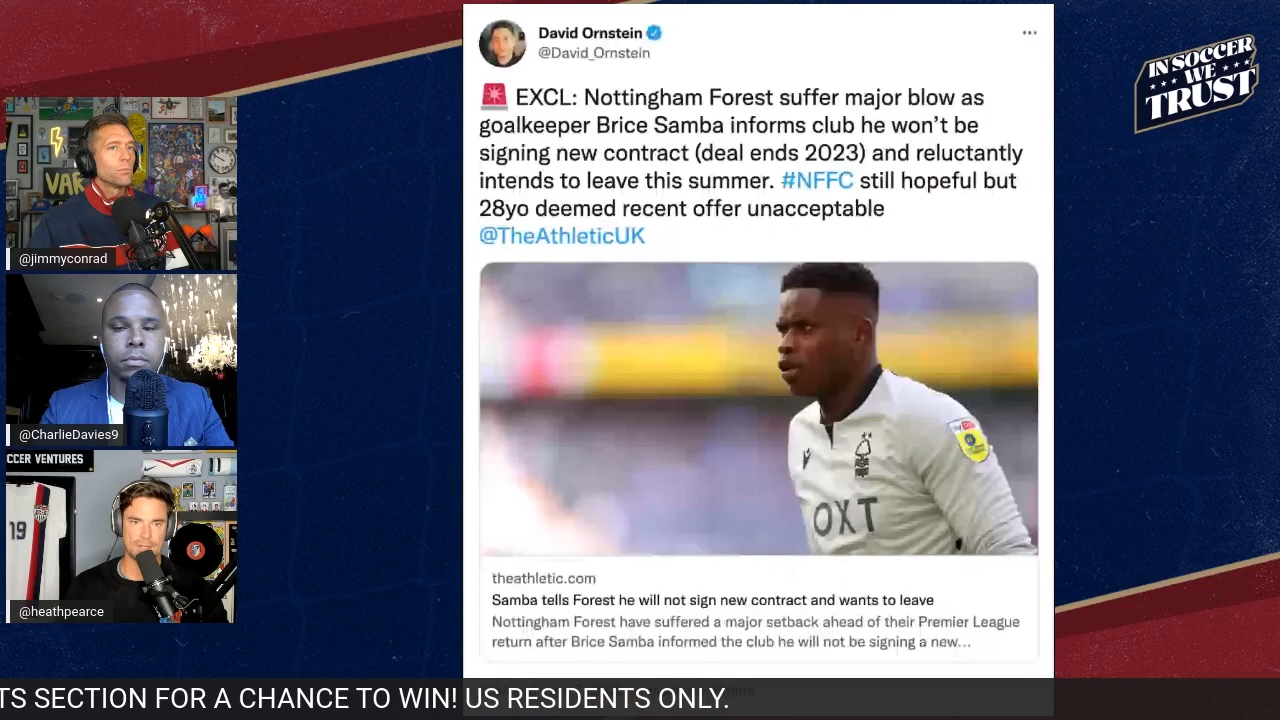 David Ornstein
@David_Ornstein
EXCL: Nottingham Forest suffer major blow as
goalkeeper Brice Samba informs club he won’t be
signing new contract (deal ends 2023) and reluctantly
intends to leave this summer. #NFFC still hopeful but
28yo deemed recent offer unacceptable
@TheAthleticUK
OXT
theathletic.com
Samba tells Forest he will not sign new contract and wants to leave
Nottingham Forest have suffered a major setback ahead of their Premier League
return after Brice Samba informed the club he will not be signing a new...
IN SOCCER
WE
TRUST
VAR
@jimmyconrad
@CharlieDavies9
CCER VENTURES
19
@heathpearce
TS SECTION FOR A CHANCE TO WIN! US RESIDENTS ONLY.